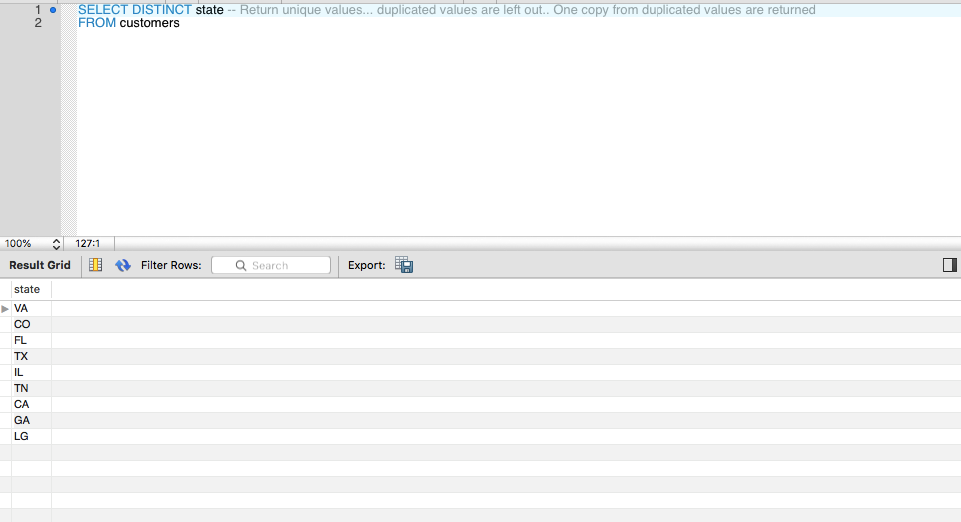 1 SELECT DISTINCT state -- Return unique values... duplicated values are left out.. One copy from duplicated values are returned
2 FROM customers
100% 127:1
Result Grid Filter Rows: Search Export:
state
VA
CO
FL
TX
IL
TN
CA
GA
LG